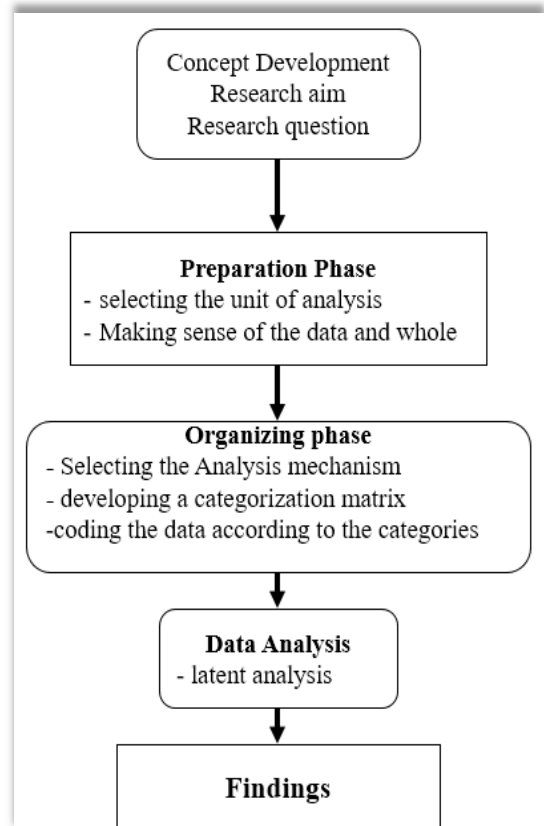 Concept Development
Research aim
Research question
Preparation Phase
- selecting the unit of analysis
- Making sense of the data and whole
Organizing phase
- Selecting the Analysis mechanism
- developing a categorization matrix
-coding the data according to the categories
Data Analysis
- latent analysis
Findings